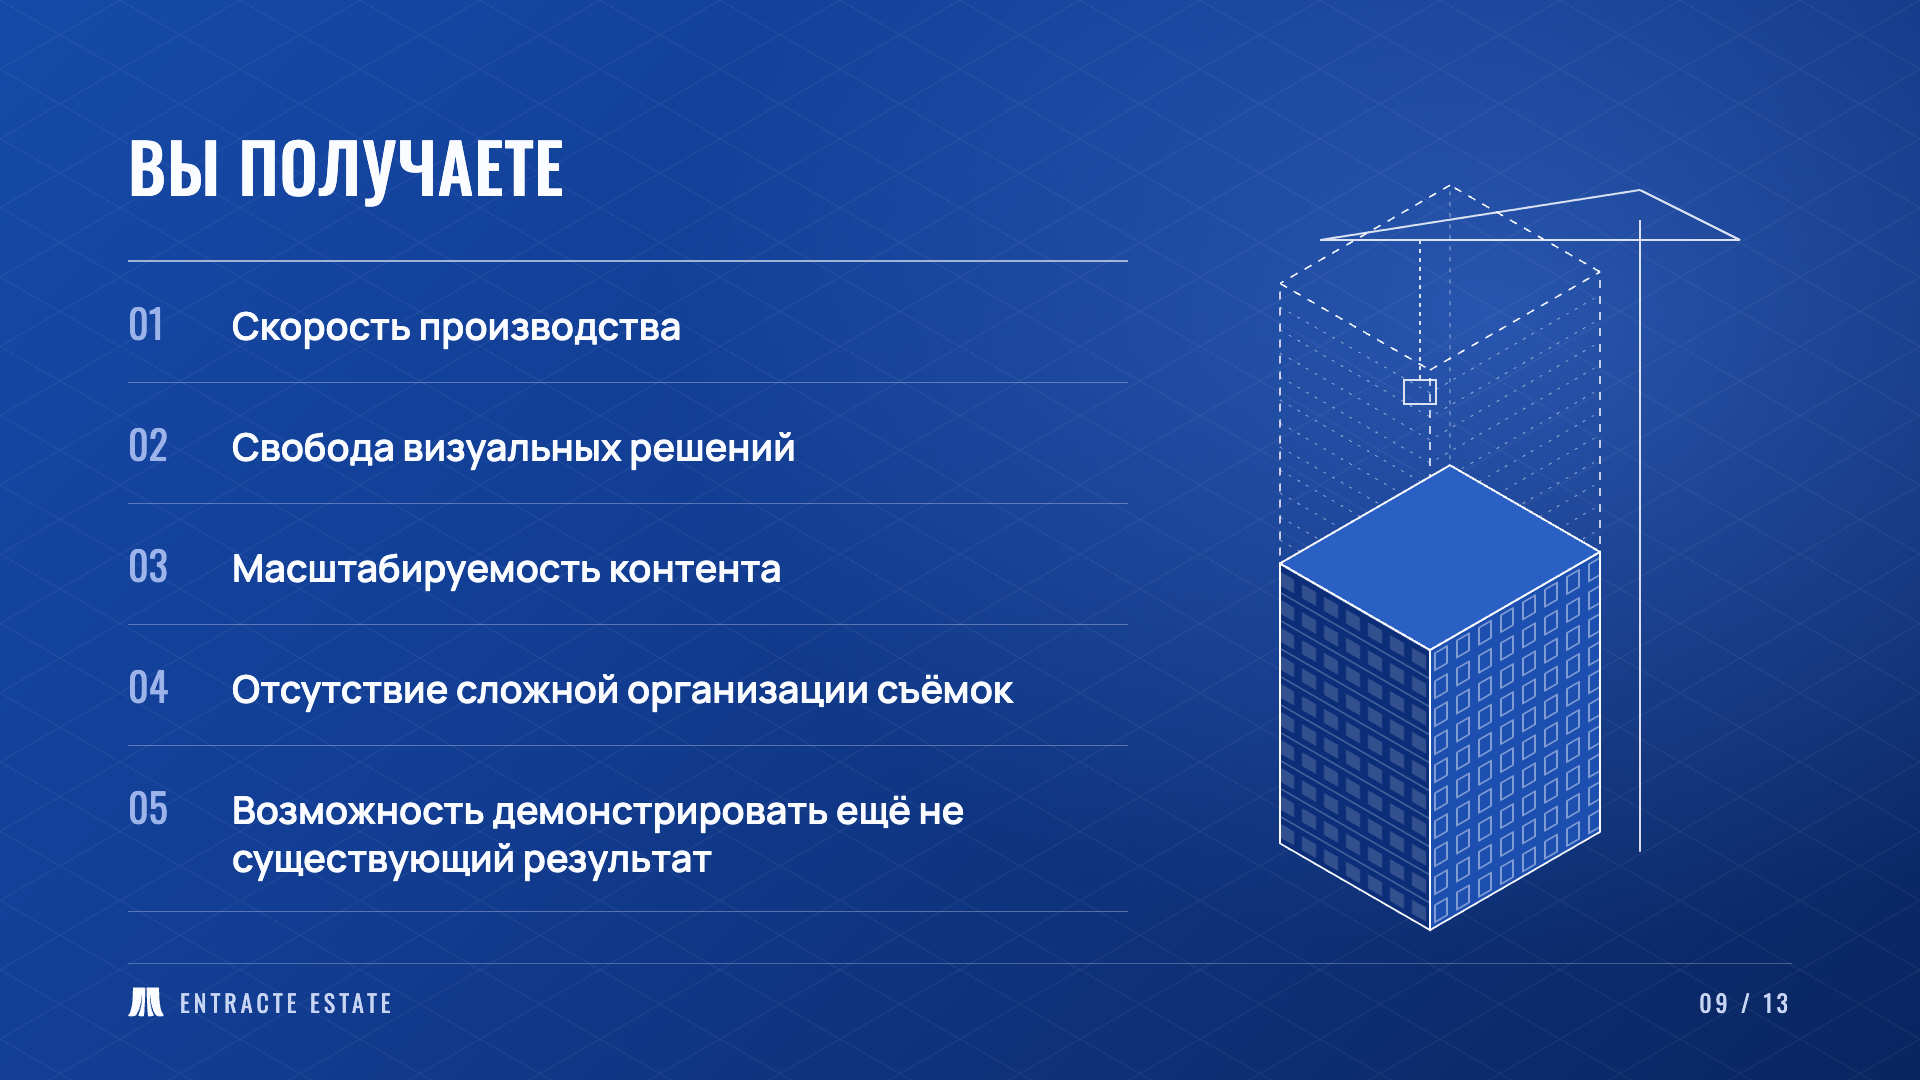 ВЫ ПОЛУЧАЕТЕ
01 Скорость производства
02 Свобода визуальных решений
03 Масштабируемость контента
04 Отсутствие сложной организации съёмок
05 Возможность демонстрировать ещё не
существующий результат
ENTRACTE ESTATE
09 / 13